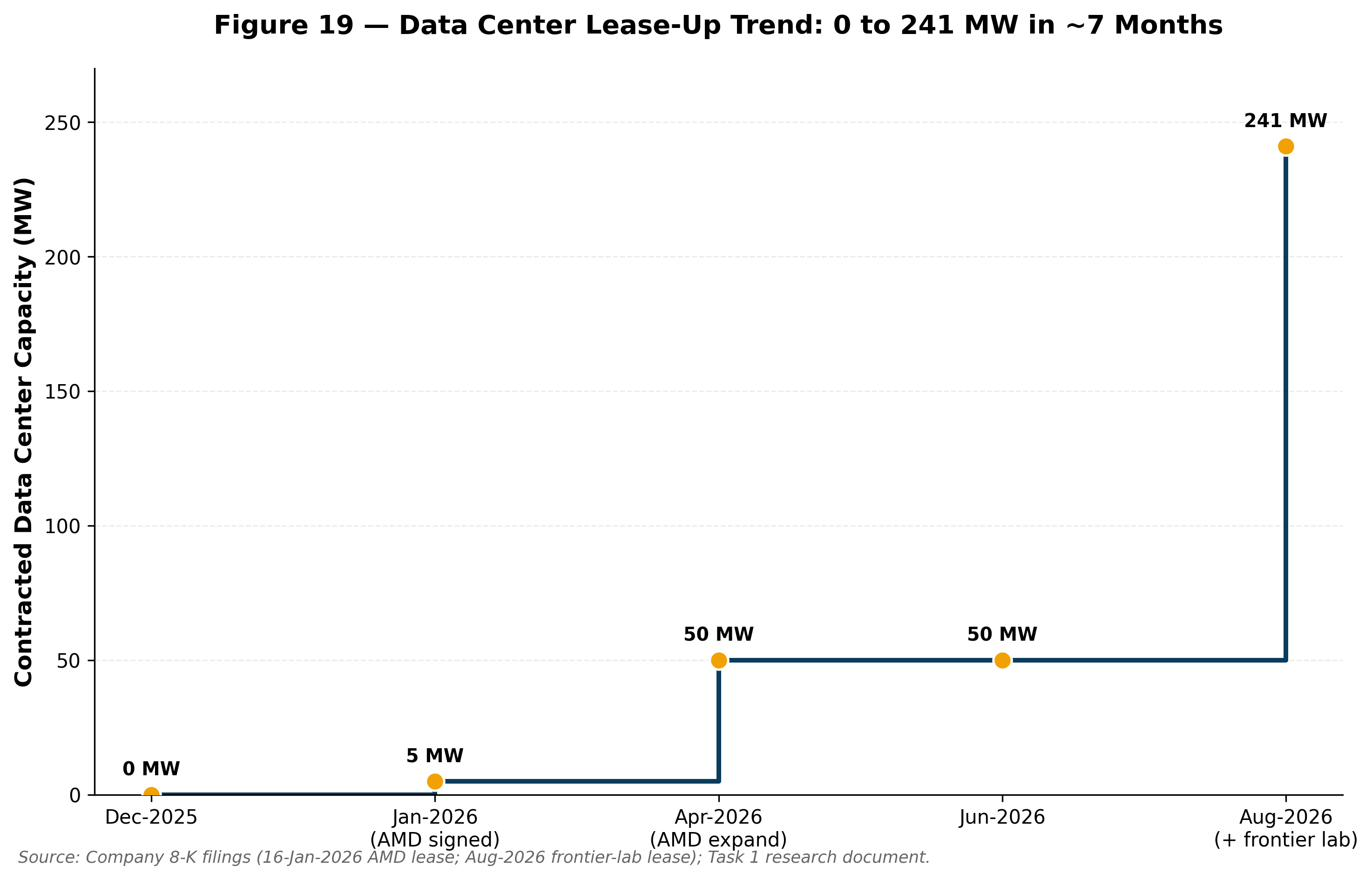 Figure 19 — Data Center Lease-Up Trend: 0 to 241 MW in ~7 Months
Contracted Data Center Capacity (MW)
250
200
150
100
50
0
0 MW
5 MW
50 MW
50 MW
241 MW
Dec-2025
Jan-2026
(AMD signed)
Apr-2026
(AMD expand)
Jun-2026
Aug-2026
(+ frontier lab)
Source: Company 8-K filings (16-Jan-2026 AMD lease; Aug-2026 frontier-lab lease); Task 1 research document.